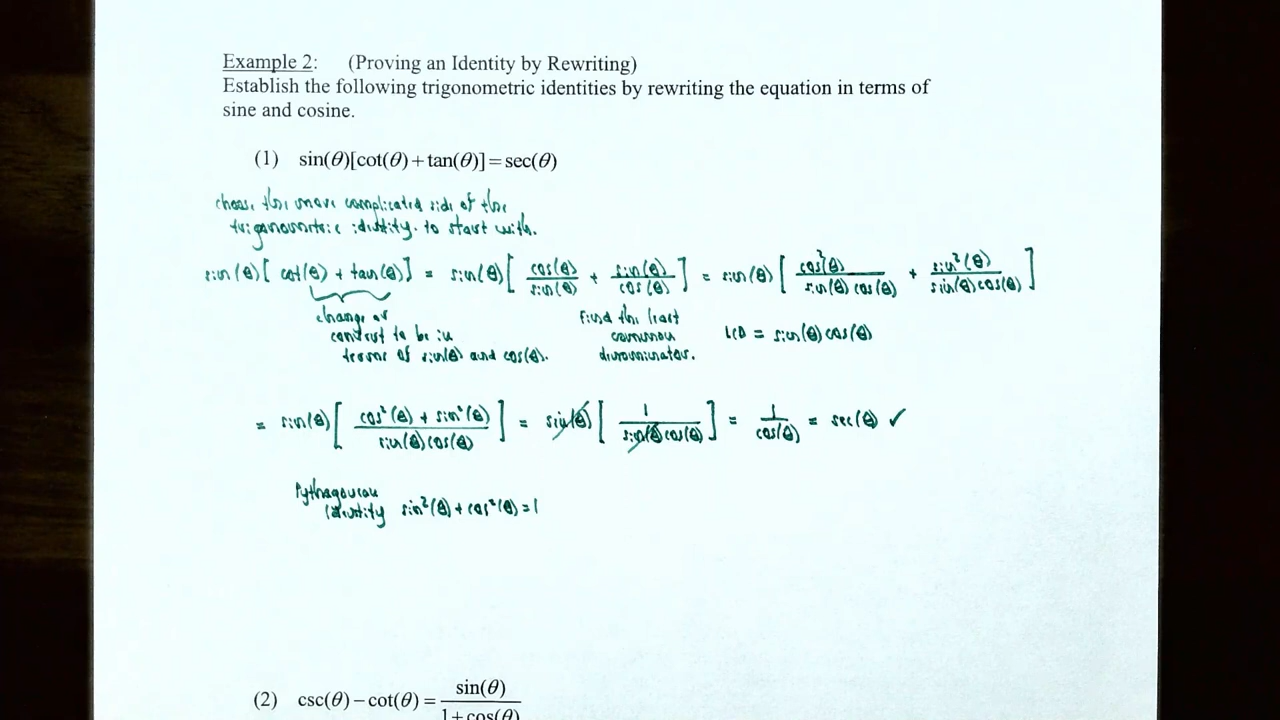 Example 2: (Proving an Identity by Rewriting)
Establish the following trigonometric identities by rewriting the equation in terms of
sine and cosine.
(1) sin(θ)[cot(θ)+tan(θ)]=sec(θ)
choose the more complicated side of the
trigonometric identity to start with.
sin(θ)[cot(θ) + tan(θ)] = sin(θ)[cos(θ)/sin(θ) + sin(θ)/cos(θ)] = sin(θ)[cos²(θ)/sin(θ)cos(θ) + sin²(θ)/sin(θ)cos(θ)]
change or
construct to be in
terms of sin(θ) and cos(θ).
Find the least
common
denominator.
LCD = sin(θ)cos(θ)
= sin(θ)[cos²(θ) + sin²(θ)/sin(θ)cos(θ)] = sin(θ)[1/sin(θ)cos(θ)] = 1/cos(θ) = sec(θ) ✓
Pythagorean
Identity sin²(θ) + cos²(θ) = 1
(2) csc(θ)−cot(θ)=sin(θ)/1+cos(θ)